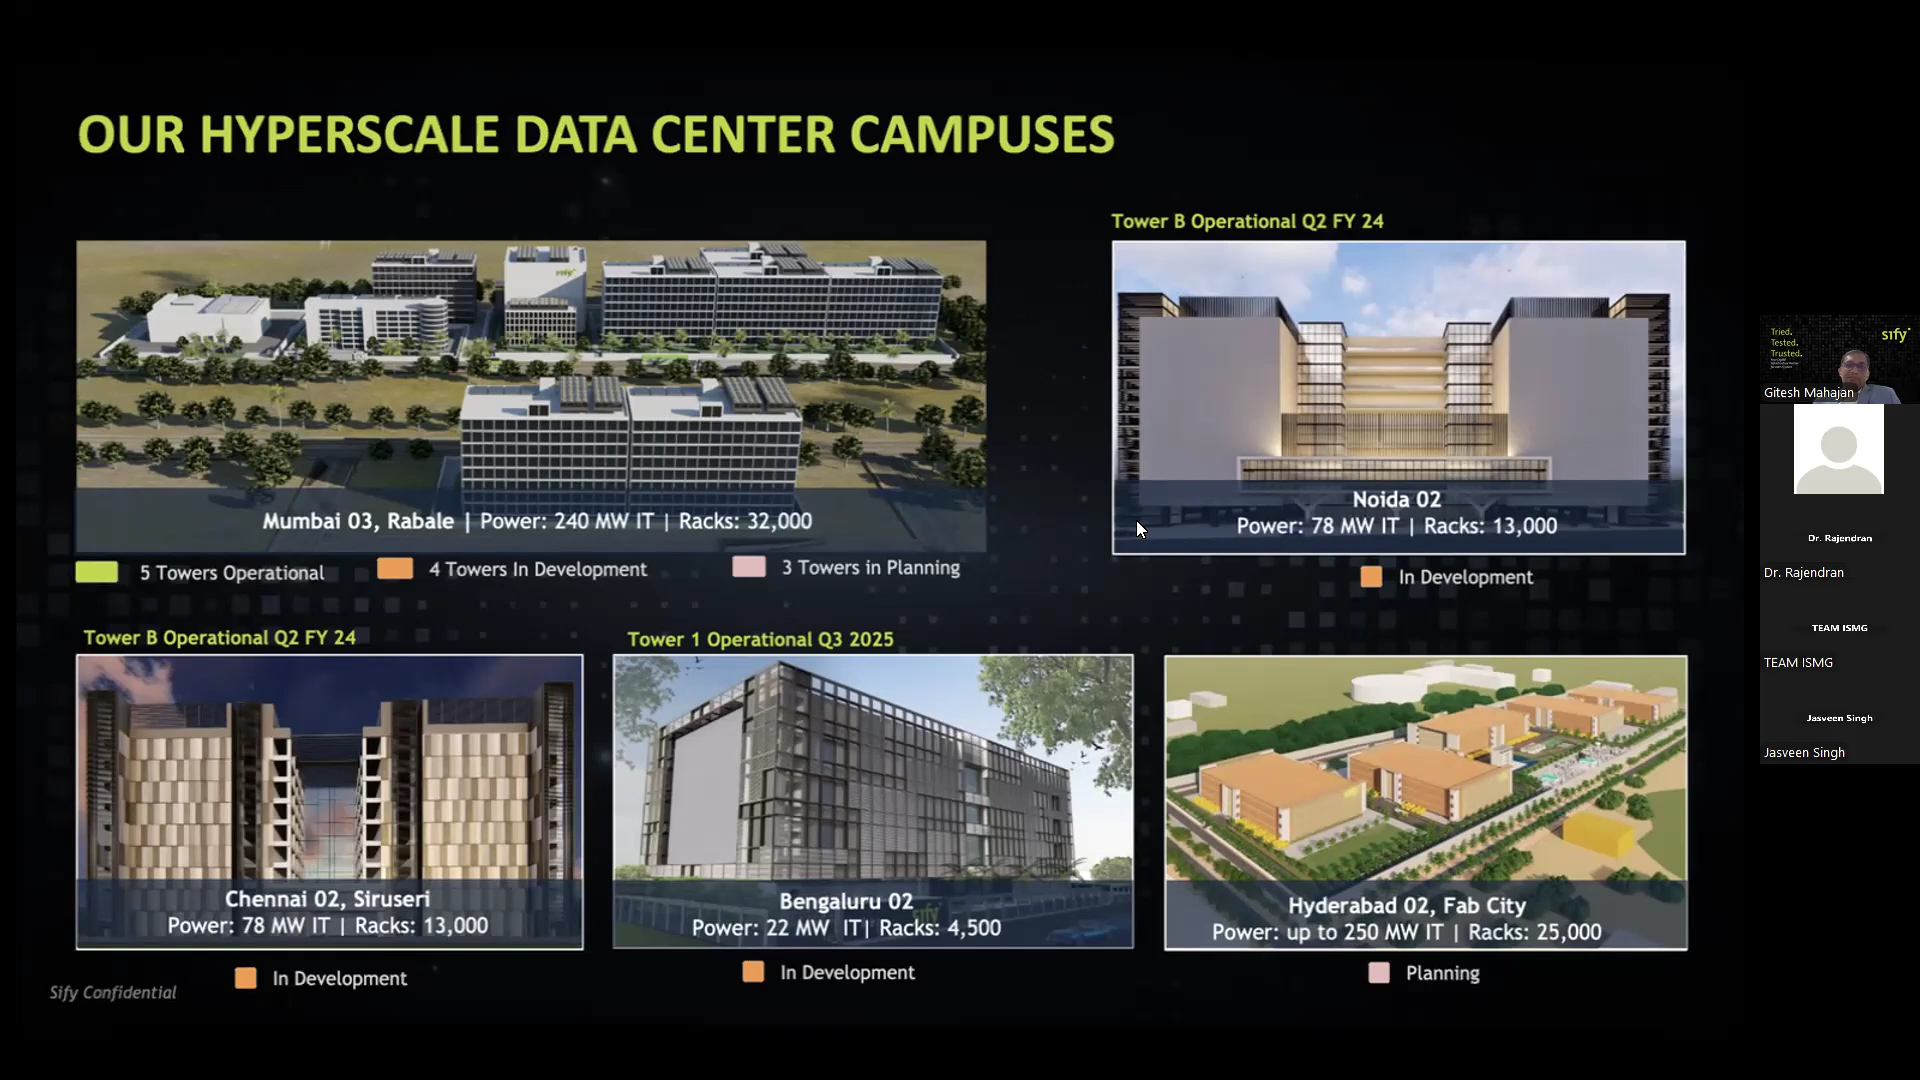 OUR HYPERSCALE DATA CENTER CAMPUSES
Tower B Operational Q2 FY 24
sify
Mumbai 03, Rabale | Power: 240 MW IT | Racks: 32,000
5 Towers Operational
4 Towers In Development
3 Towers in Planning
Noida 02
Power: 78 MW IT | Racks: 13,000
In Development
Tower B Operational Q2 FY 24
Tower 1 Operational Q3 2025
Chennai 02, Siruseri
Power: 78 MW IT | Racks: 13,000
In Development
sify
Bengaluru 02
Power: 22 MW IT| Racks: 4,500
In Development
Hyderabad 02, Fab City
Power: up to 250 MW IT | Racks: 25,000
Planning
Sify Confidential
Tried.
Tested.
Trusted.
sify
Gitesh Mahajan
Dr. Rajendran
Dr. Rajendran
TEAM ISMG
TEAM ISMG
Jasveen Singh
Jasveen Singh